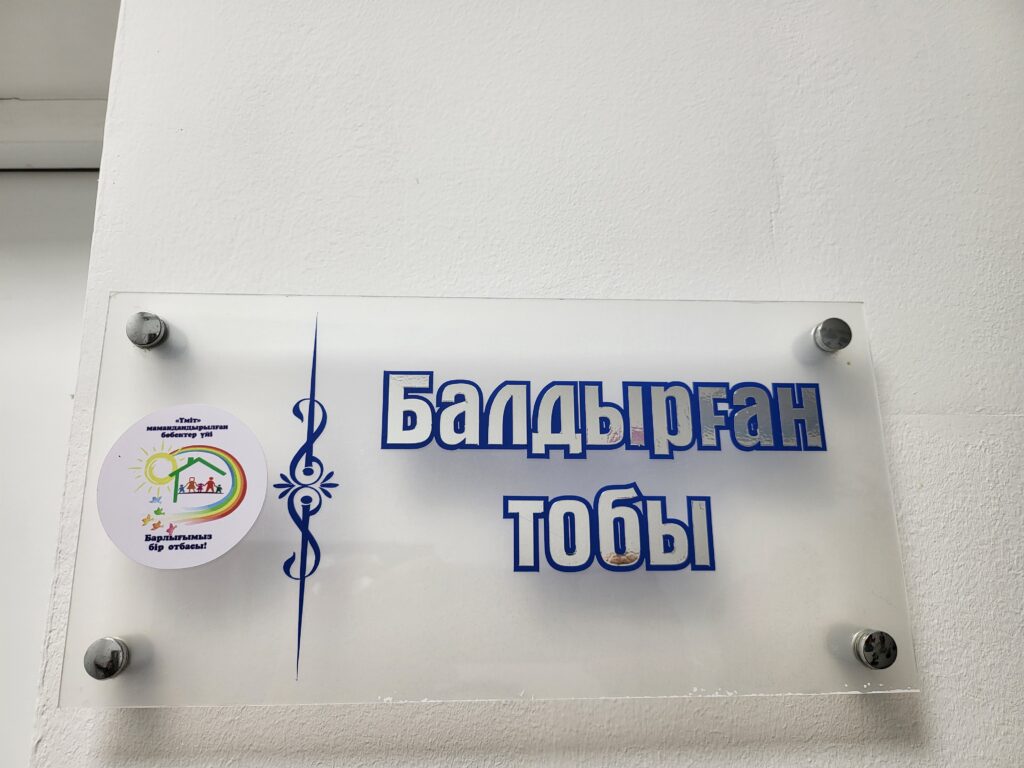 «Үміт»
мамандандырылған
бөбектер үйі
Барлығымыз
бір отбасы!
Балдырған
тобы